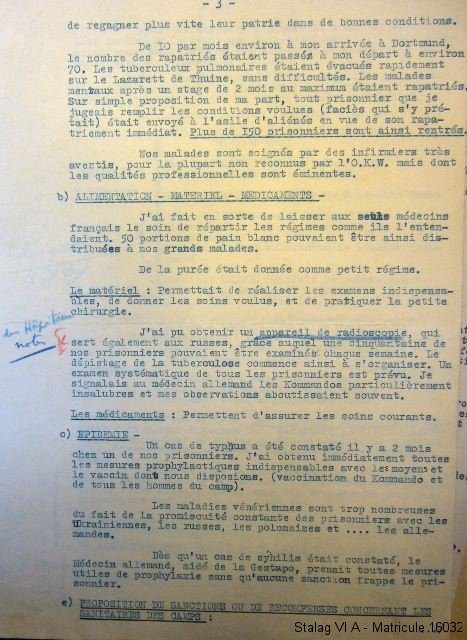 - 3 -
de regagner plus vite leur patrie dans de bonnes conditions.
De 10 par mois environ à mon arrivée à Dortmund,
le nombre des rapatriés étaient passés à mon départ à environ
70. Les tuberculeux pulmonaires étaient évacués rapidement
sur le Lazarett de Thuine, sans difficultés. Les malades
mentaux après un stage de 2 mois au maximum étaient rapatriés.
Sur simple proposition de ma part, tout prisonnier que je
jugeais remplir les conditions voulues (faciès qui s'y prê-
tait) était envoyé à l'asile d'aliénés en vue de son rapa-
triement immédiat. Plus de 150 prisonniers sont ainsi rentrés.
Nos malades sont soignés par des infirmiers très
avertis, pour la plupart non reconnus par l'O.K.W. mais dont
les qualités professionnelles sont éminentes.
b) ALIMENTATION - MATERIEL - MEDICAMENTS -
J'ai fait en sorte de laisser aux seuls médecins
français le soin de répartir les régimes comme ils l'enten-
daient. 50 portions de pain blanc pouvaient être ainsi dis-
tribuées à nos grands malades.
De la purée était donnée comme petit régime.
Le matériel : Permettait de réaliser les examens indispensa-
bles, de donner les soins voulus, et de pratiquer la petite
chirurgie.
J'ai pu obtenir un appareil de radioscopie, qui
sert également aux russes, grâce auquel une cinquantaine de
nos prisonniers pouvaient être examinés chaque semaine. Le
dépistage de la tuberculose commence ainsi à s'organiser. Un
examen systématique de tous les prisonniers est prévu. Je
signalais au médecin allemand les Kommandos particulièrement
insalubres et mes observations aboutissaient souvent.
Les médicaments : Permettent d'assurer les soins courants.
c) EPIDEMIE -
Un cas de typhus a été constaté il y a 2 mois
chez un de nos prisonniers. J'ai obtenu immédiatement toutes
les mesures prophylactiques indispensables avec les moyens et
le vaccin dont nous disposions. (vaccination du Kommando et
de tous les hommes du camp).
Les maladies vénériennes sont trop nombreuses
du fait de la promiscuité constante des prisonniers avec les
Ukrainiennes, les russes, les polonaises et .... les alle-
mandes.
Dès qu'un cas de syhilis était constaté, le
Médecin allemand, aidé de la Gestapo, prenait toutes mesures
utiles de prophylaxie sans qu'aucune sanction frappe le pri-
sonnier.
e) PROPOSITION DE SANCTIONS OU DE RECOMPENSES CONCERNANT LES
SANITAIRES DES CAMPS :
Stalag VI A - Matricule 16032